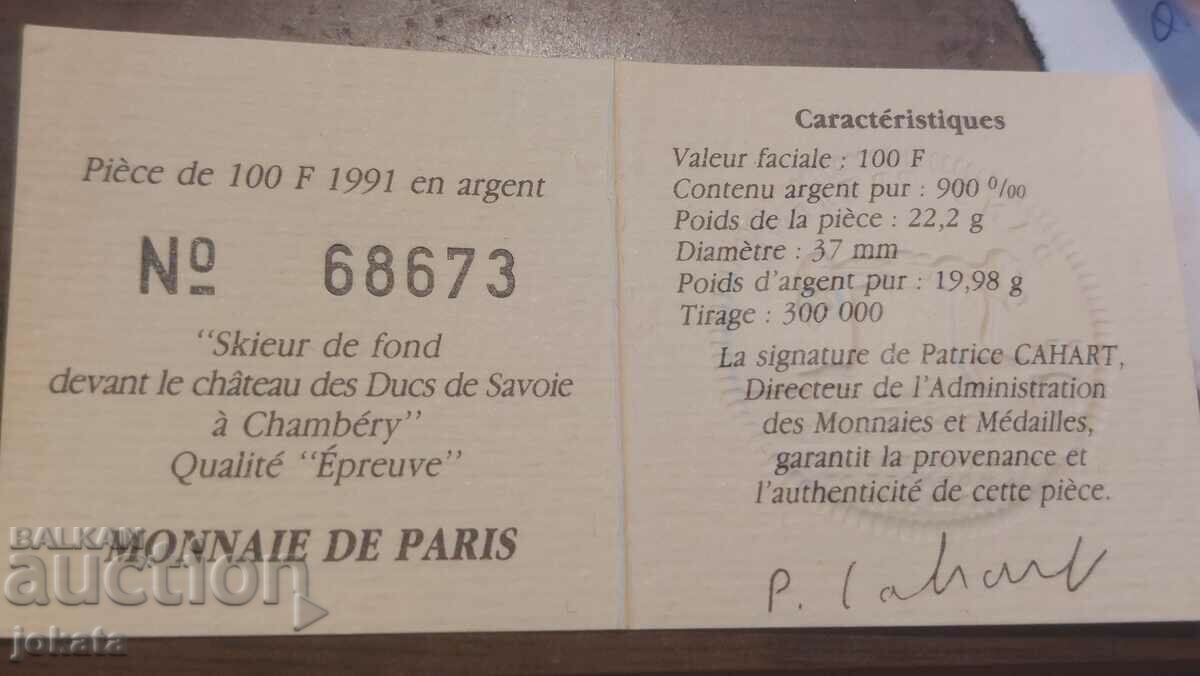 Pièce de 100 F 1991 en argent
Nº 68673
"Skieur de fond
devant le château des Ducs de Savoie
à Chambéry"
Qualité "Épreuve"
MONNAIE DE PARIS
Caractéristiques
Valeur faciale : 100 F
Contenu argent pur : 900 ‰
Poids de la pièce : 22,2 g
Diamètre : 37 mm
Poids d'argent pur : 19,98 g
Tirage : 300 000
La signature de Patrice CAHART,
Directeur de l'Administration
des Monnaies et Médailles,
garantit la provenance et
l'authenticité de cette pièce.
P. Cahart
BALKAN
auction
jokata